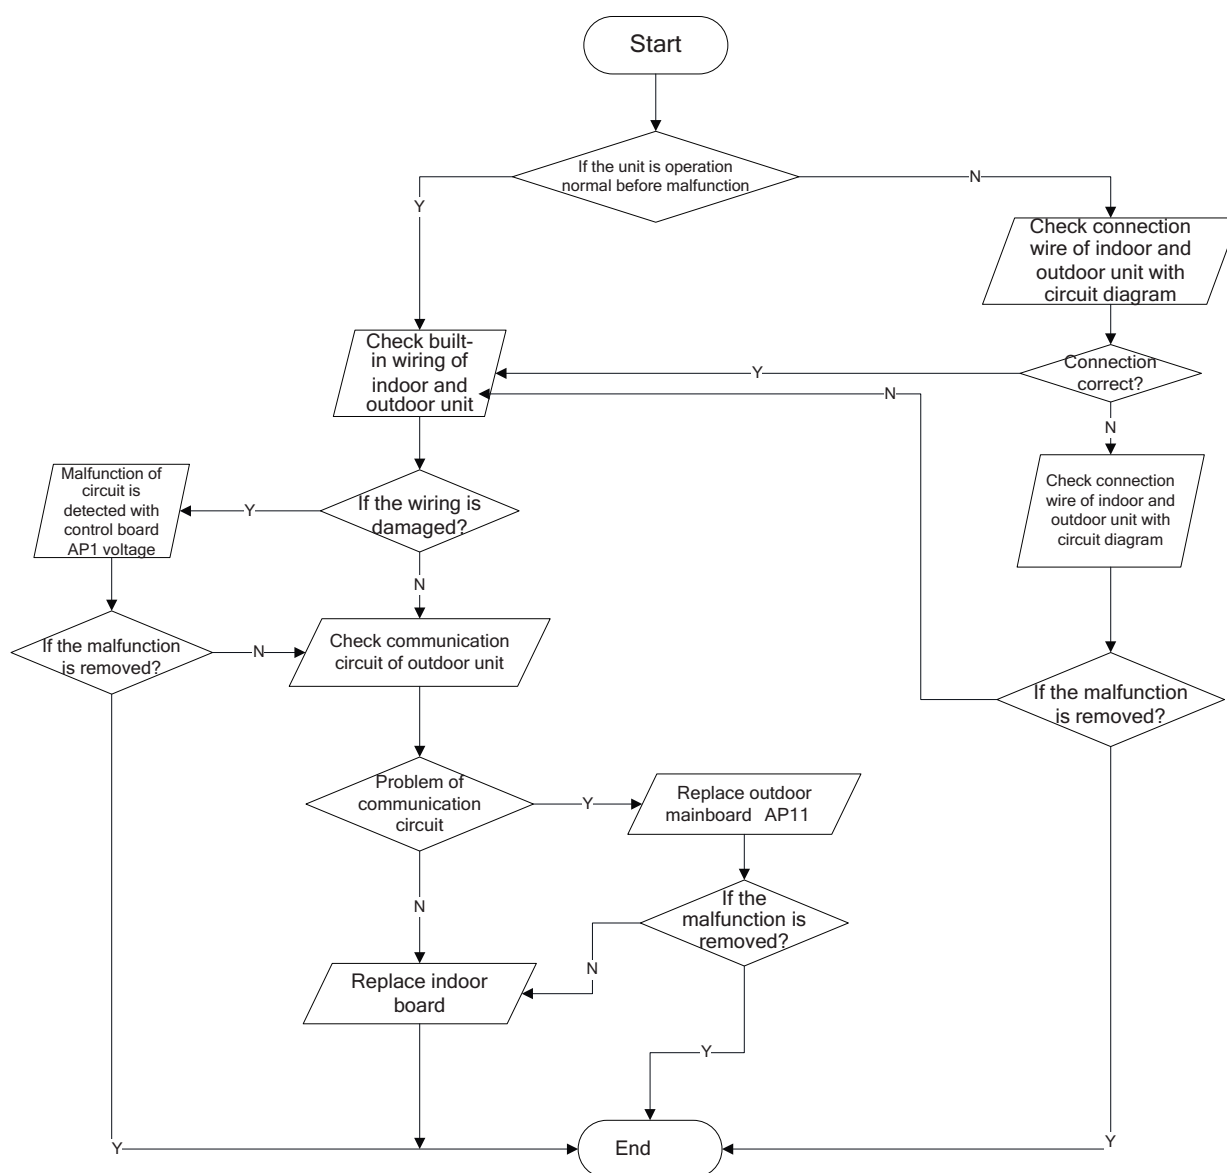 Start
If the unit is operation
normal before malfunction
N
Y
Check connection
wire of indoor and
outdoor unit with
circuit diagram
Check built-
in wiring of
indoor and
outdoor unit
Y
Connection
correct?
N
N
Malfunction of
circuit is
detected with
control board
AP1 voltage
Y
If the wiring is
damaged?
Check connection
wire of indoor and
outdoor unit with
circuit diagram
N
If the malfunction
is removed?
N
Check communication
circuit of outdoor unit
If the malfunction
is removed?
Problem of
communication
circuit
Y
Replace outdoor
mainboard AP11
N
If the
malfunction is
removed?
N
Replace indoor
board
Y
Y
End
Y